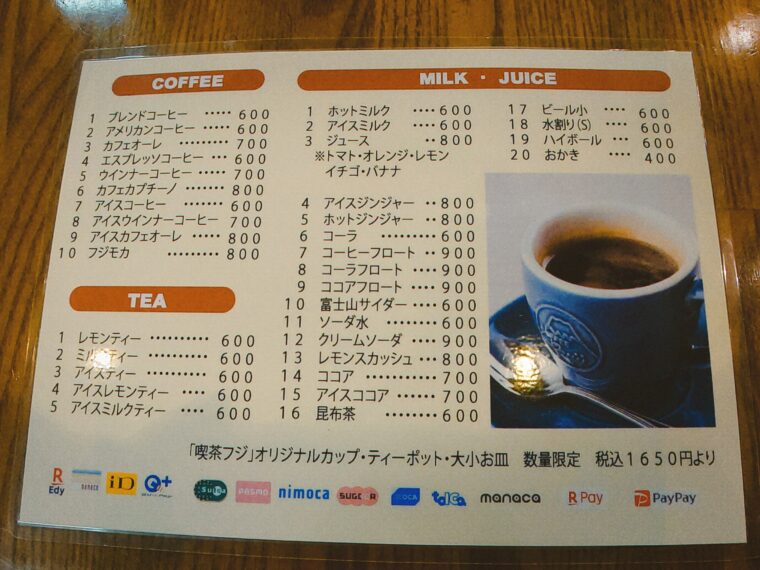 COFFEE
1 ブレンドコーヒー ‥‥‥ 600
2 アメリカンコーヒー ‥‥ 600
3 カフェオーレ ‥‥‥‥‥ 700
4 エスプレッソコーヒー ‥‥ 600
5 ウインナーコーヒー ‥‥‥ 700
6 カフェカプチーノ ‥‥‥ 800
7 アイスコーヒー ‥‥‥‥ 600
8 アイスウインナーコーヒー 700
9 アイスカフェオーレ ‥‥‥ 800
10 フジモカ ‥‥‥‥‥ 800
TEA
1 レモンティー ‥‥‥‥‥‥ 600
2 ミルクティー ‥‥‥‥‥ 600
3 アイスティー ‥‥‥‥‥ 600
4 アイスレモンティー ‥‥‥ 600
5 アイスミルクティー ‥‥ 600
MILK ・ JUICE
1 ホットミルク ‥‥600
2 アイスミルク ‥‥600
3 ジュース ‥800
※トマト・オレンジ・レモン
イチゴ・バナナ
4 アイスジンジャー ‥800
5 ホットジンジャー ‥800
6 コーラ ‥‥‥‥‥600
7 コーヒーフロート ‥900
8 コーラフロート ‥‥900
9 ココアフロート ‥‥900
10 富士山サイダー ‥‥600
11 ソーダ水 ‥‥‥‥600
12 クリームソーダ ‥‥900
13 レモンスカッシュ ‥800
14 ココア ‥‥‥‥‥700
15 アイスココア ‥‥‥700
16 昆布茶 ‥‥‥‥‥600
17 ビール小 ‥‥ 600
18 水割り(S) ‥‥ 600
19 ハイボール ‥‥ 600
20 おかき ‥‥ 400
「喫茶フジ」オリジナルカップ・ティーポット・大小お皿 数量限定 税込1650円より
R Edy nanaco iD Suica PASMO nimoca SUGOCA ICOCA toICa manaca R Pay PayPay